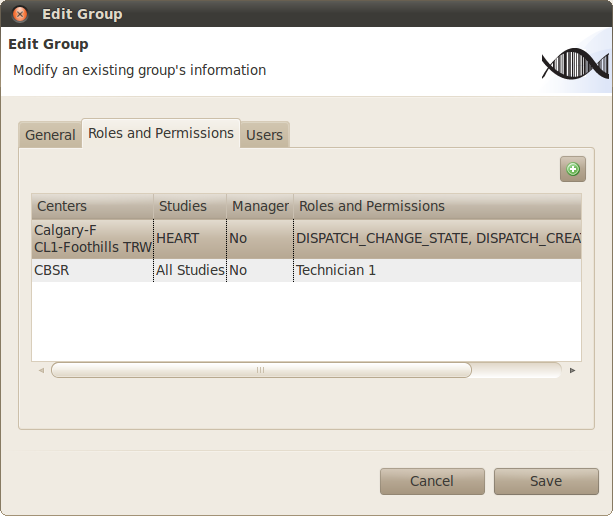 Edit Group
Edit Group
Modify an existing group's information
General Roles and Permissions Users
Centers Studies Manager Roles and Permissions
Calgary-F
CL1-Foothills TRW HEART No DISPATCH_CHANGE_STATE, DISPATCH_CREAT
CBSR All Studies No Technician 1
Cancel Save